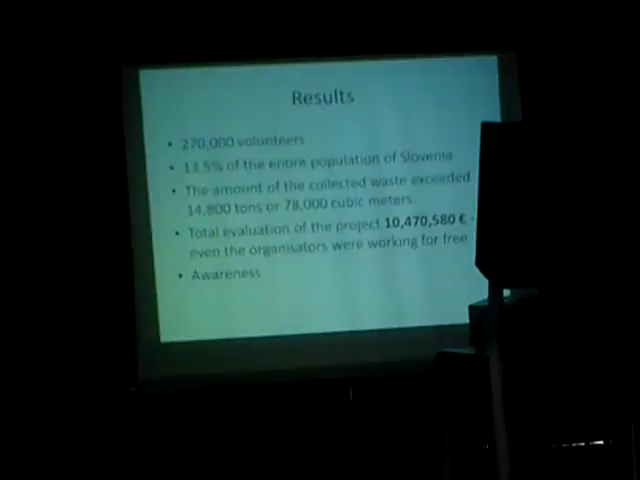 Results
• 270,000 volunteers
• 13.5% of the entire population of Slovenia
• The amount of the collected waste exceeded
14,800 tons or 78,000 cubic meters
• Total evaluation of the project 10,470,580 € -
even the organisators were working for free
• Awareness